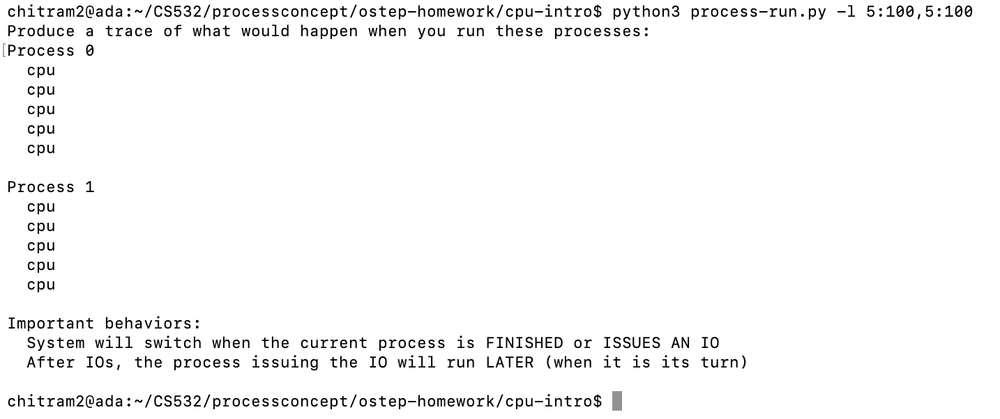 chitram2@ada:~/CS532/processconcept/ostep-homework/cpu-intro$ python3 process-run.py -l 5:100,5:100
Produce a trace of what would happen when you run these processes:
[Process 0
  cpu
  cpu
  cpu
  cpu
  cpu

Process 1
  cpu
  cpu
  cpu
  cpu
  cpu

Important behaviors:
  System will switch when the current process is FINISHED or ISSUES AN IO
  After IOs, the process issuing the IO will run LATER (when it is its turn)

chitram2@ada:~/CS532/processconcept/ostep-homework/cpu-intro$